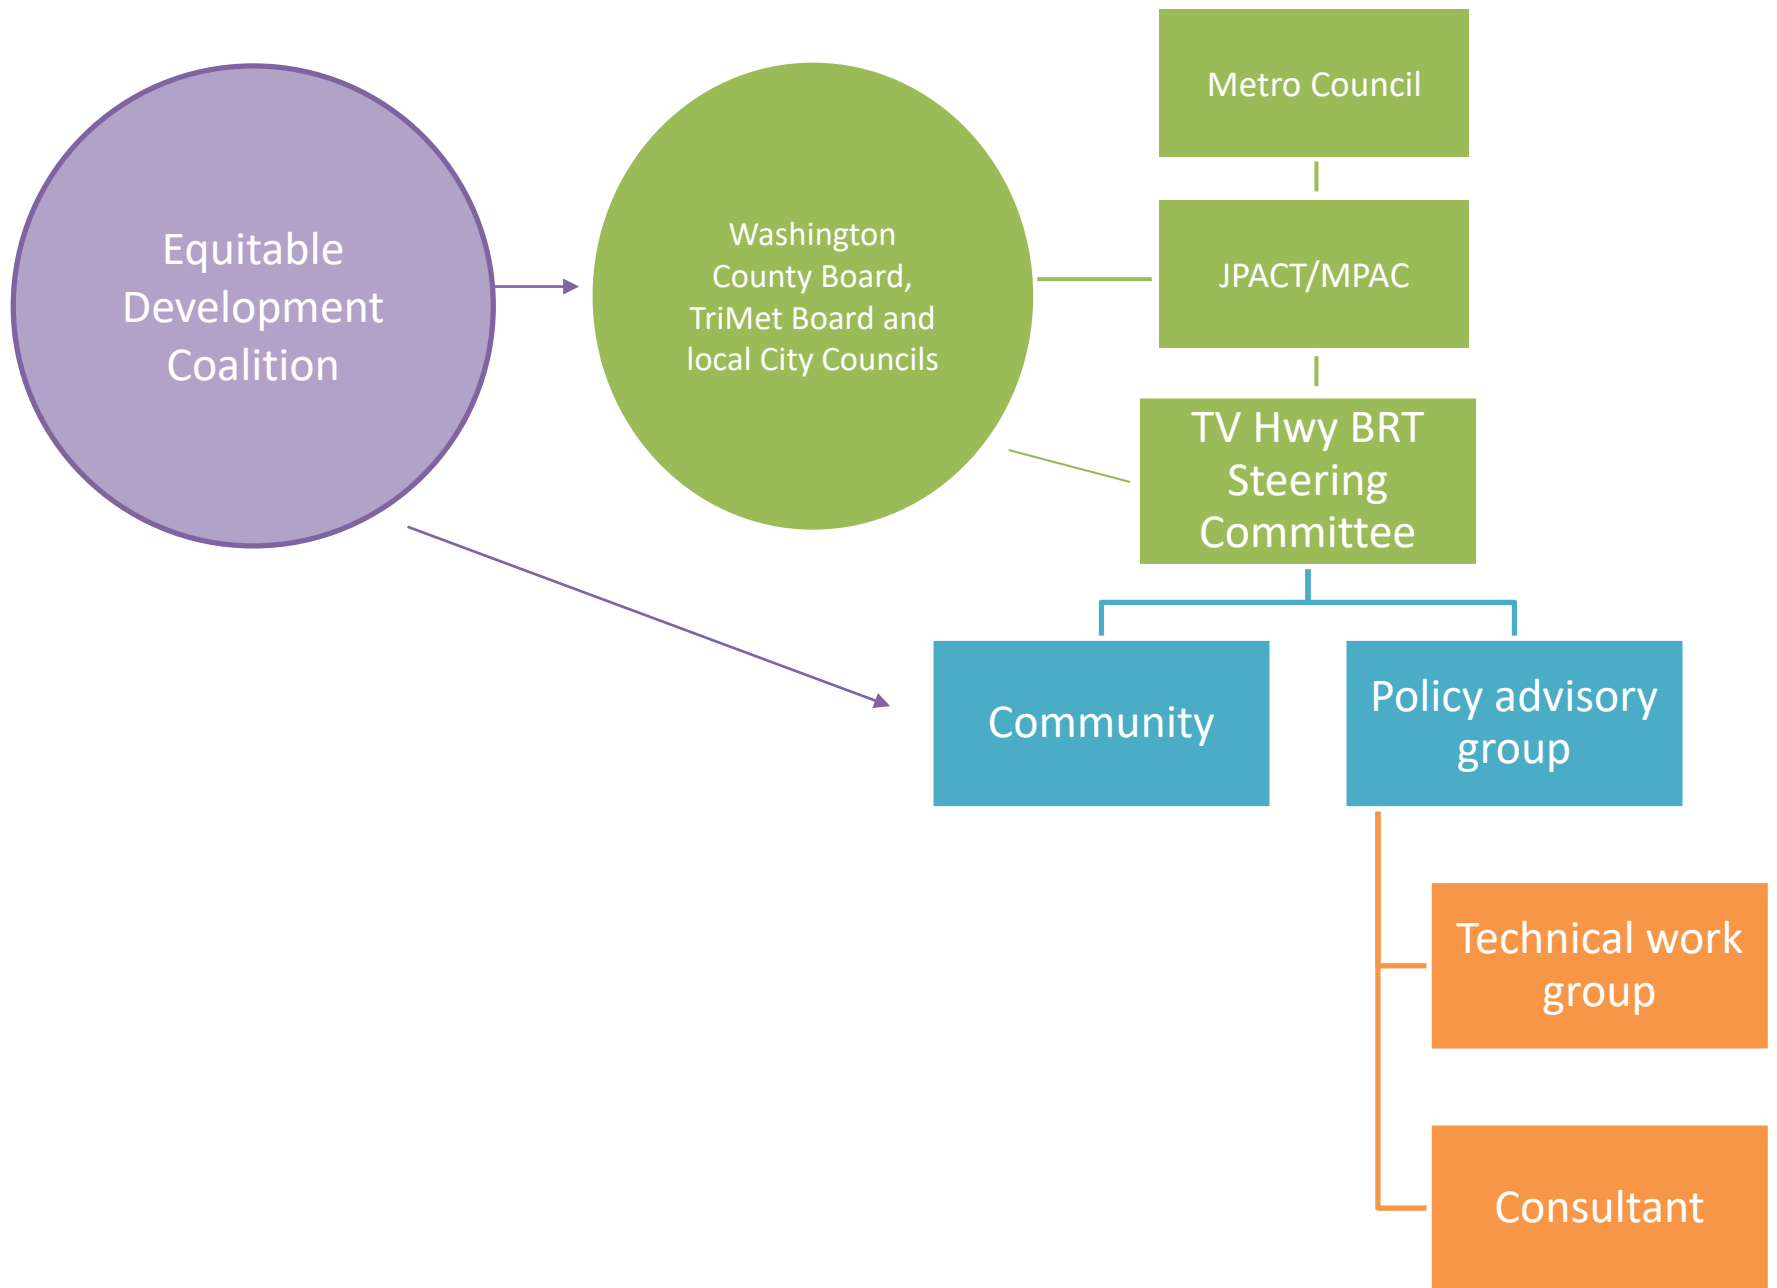 Metro Council
Equitable
Development
Coalition
Washington
County Board,
TriMet Board and
local City Councils
JPACT/MPAC
TV Hwy BRT
Steering
Committee
Community
Policy advisory
group
Technical work
group
Consultant